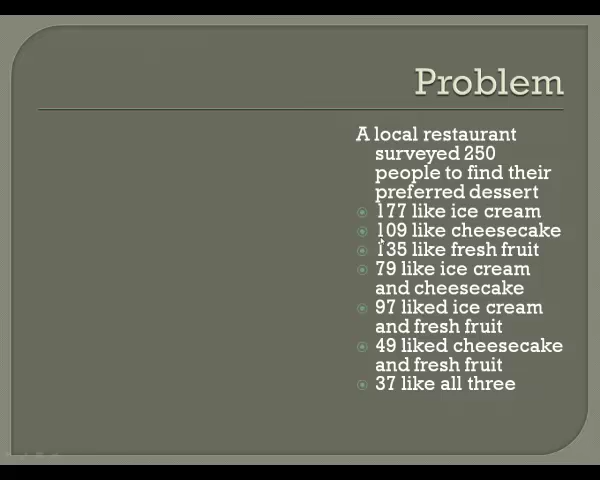 Problem
A local restaurant
surveyed 250
people to find their
preferred dessert
177 like ice cream
109 like cheesecake
135 like fresh fruit
79 like ice cream
and cheesecake
97 liked ice cream
and fresh fruit
49 liked cheesecake
and fresh fruit
37 like all three